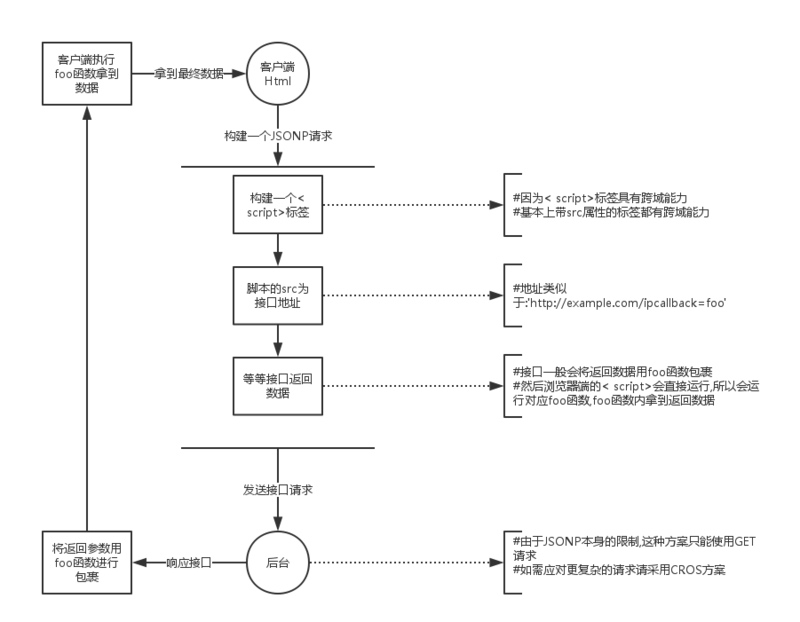 客户端执行
foo函数拿到
数据
拿到最终数据
客户端
Html
构建一个JSONP请求
构建一个<
script>标签
#因为< script>标签具有跨域能力
#基本上带src属性的标签都有跨域能力
脚本的src为
接口地址
#地址类似
于:'http://example.com/ipcallback=foo'
等等接口返回
数据
#接口一般会将返回数据用foo函数包裹
#然后浏览器端的< script>会直接运行,所以会运
行对应foo函数,foo函数内拿到返回数据
发送接口请求
将返回参数用
foo函数进行
包裹
响应接口
后台
#由于JSONP本身的限制,这种方案只能使用GET
请求
#如需应对更复杂的请求请采用CROS方案